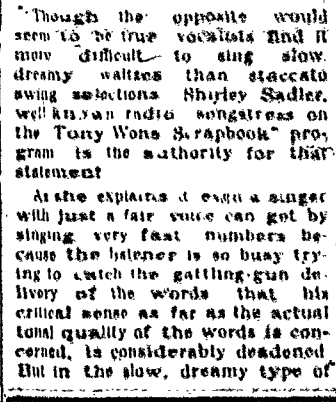 "Though the opposite would
seem to be true vocalists find it
more difficult to sing slow,
dreamy waltzes than staccato
swing selections Shirley Sadler,
well known radio songstress on
the Tony Wons Scrapbook" pro-
gram is the authority for that
statement
As she explains it even a singer
with just a fair voice can get by
singing very fast numbers be-
cause the listener is so busy try-
ing to catch the gattling-gun de-
livery of the words that his
critical sense as far as the actual
tonal quality of the words is con-
cerned, is considerably deadened
But in the slow, dreamy type of